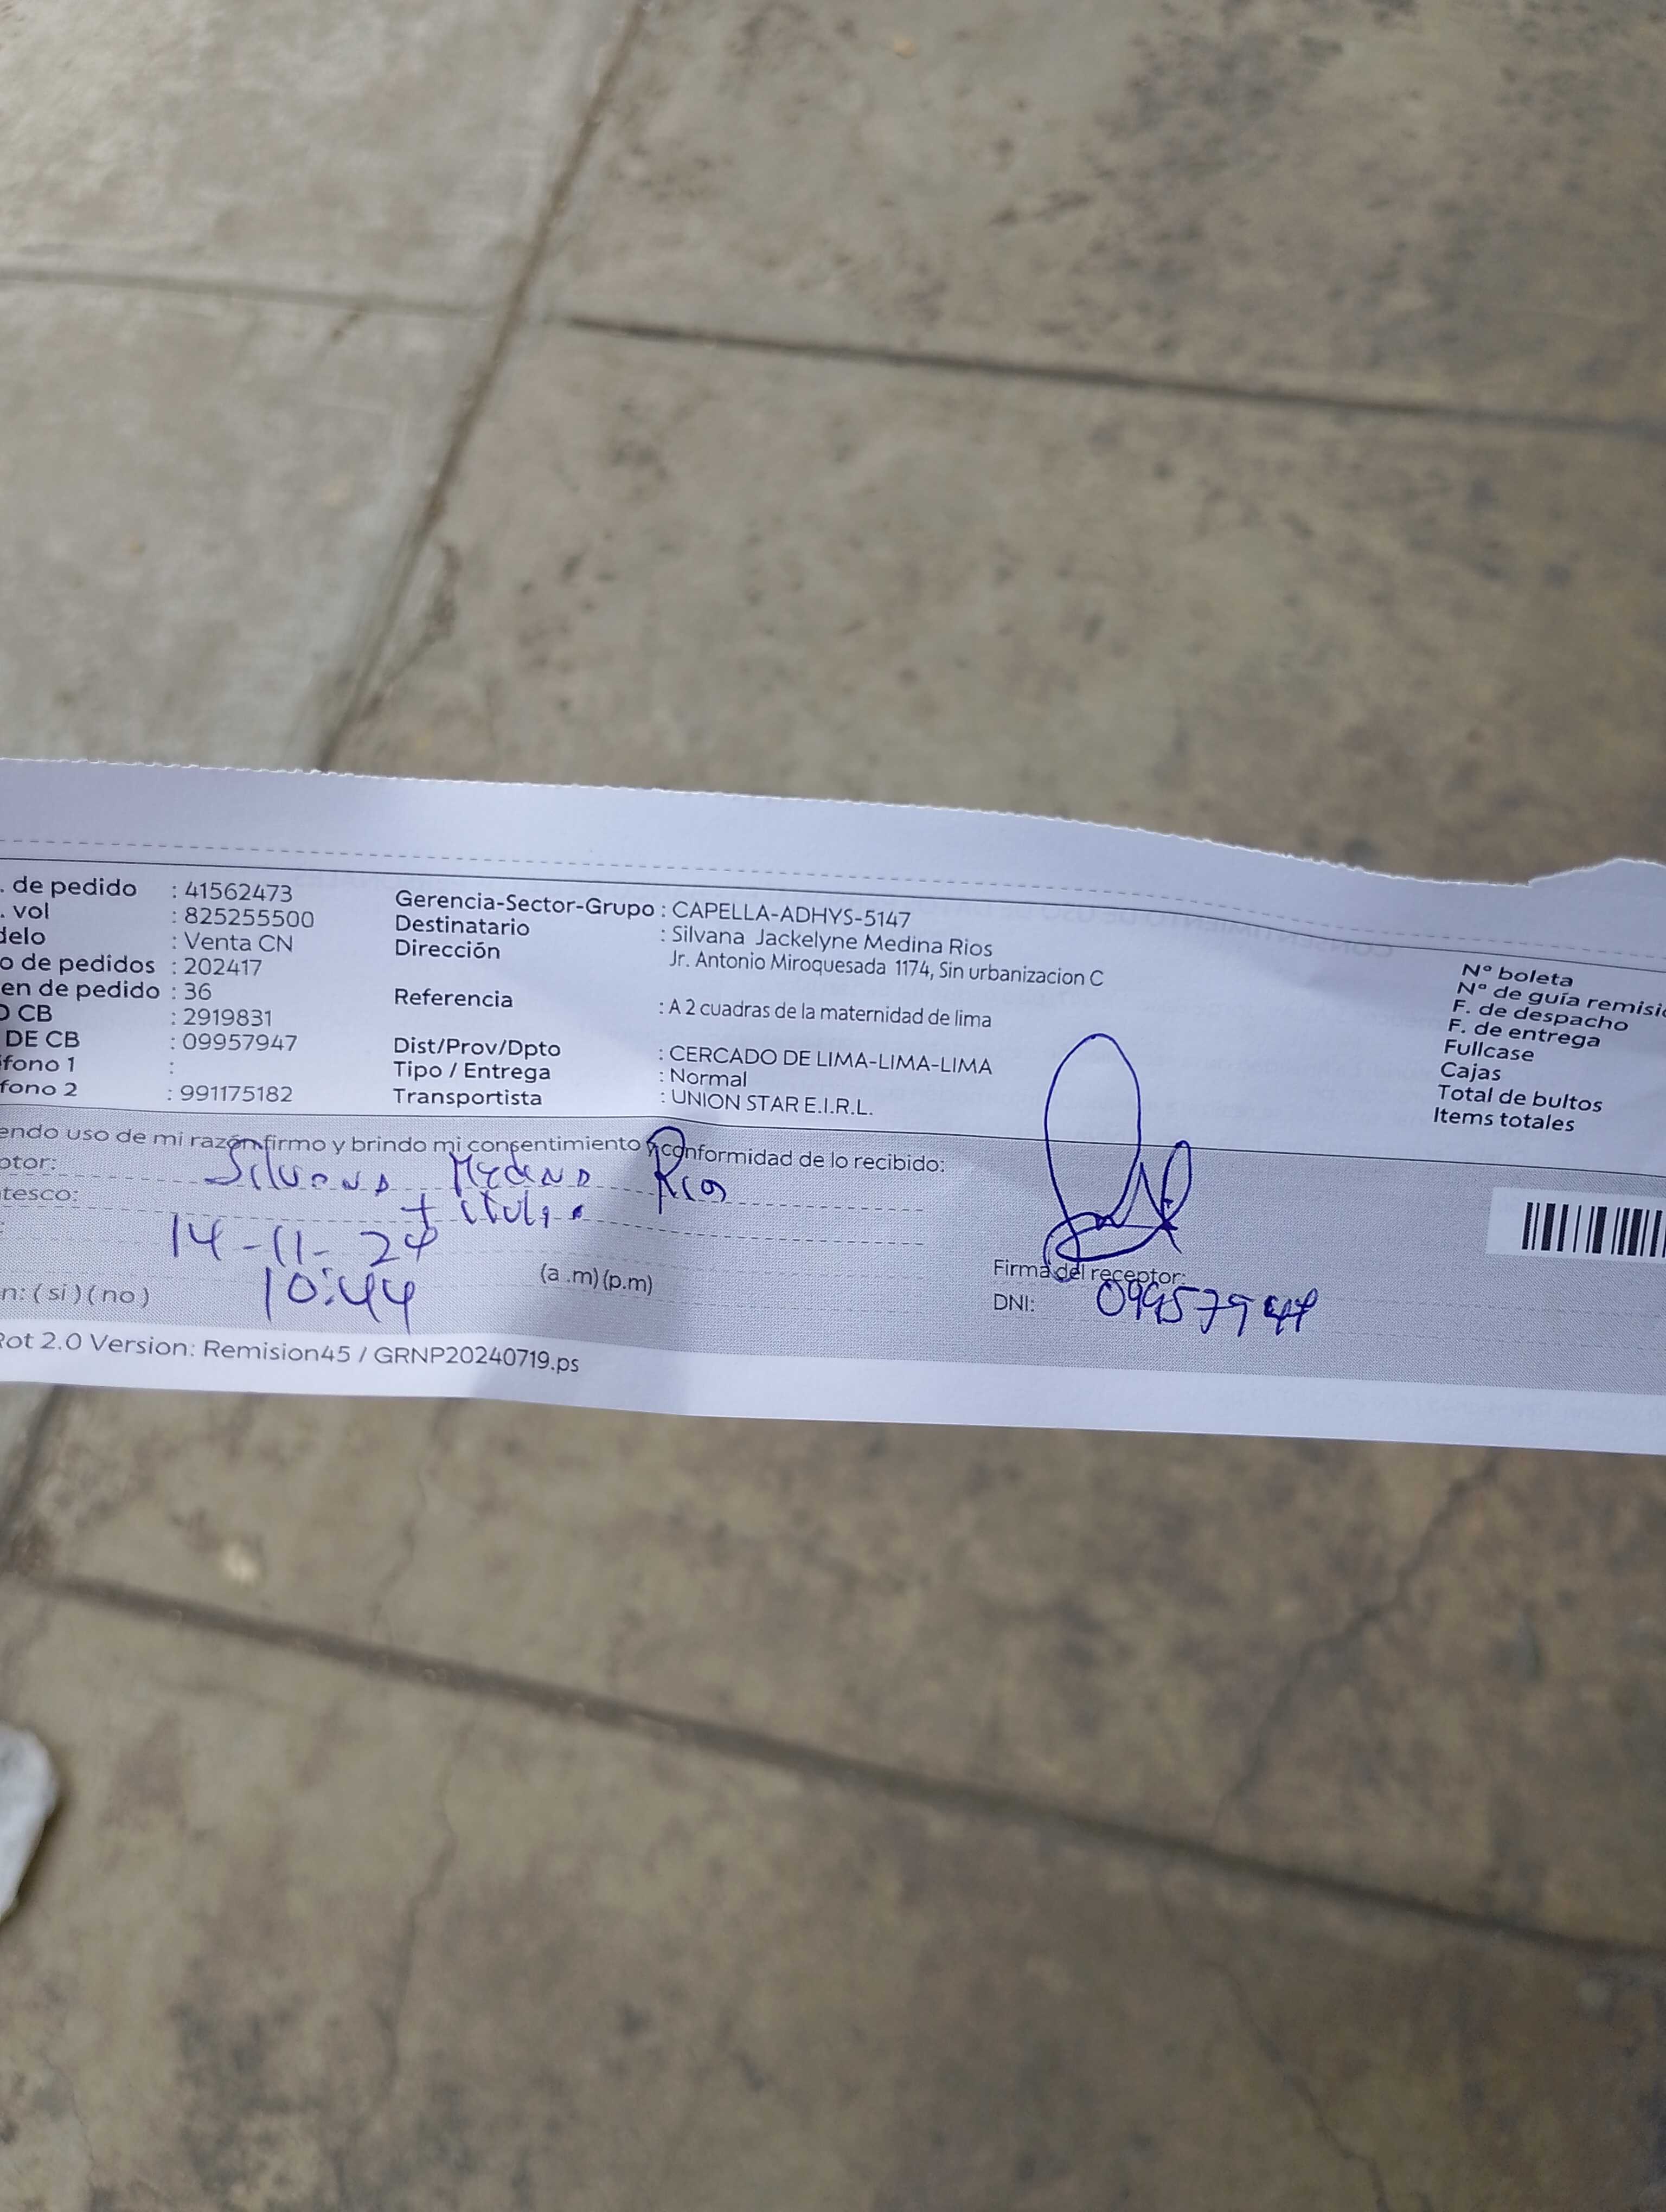 . de pedido : 41562473
. vol : 825255500
delo : Venta CN
o de pedidos : 202417
en de pedido : 36
O CB : 2919831
DE CB : 09957947
fono 1 :
fono 2 : 991175182
Gerencia-Sector-Grupo : CAPELLA-ADHYS-5147
Destinatario : Silvana Jackelyne Medina Rios
Dirección Jr. Antonio Miroquesada 1174, Sin urbanizacion C
Referencia : A 2 cuadras de la maternidad de lima
Dist/Prov/Dpto : CERCADO DE LIMA-LIMA-LIMA
Tipo / Entrega : Normal
Transportista : UNION STAR E.I.R.L.
N° boleta
N° de guía remisi
F. de despacho
F. de entrega
Fullcase
Cajas
Total de bultos
Items totales
endo uso de mi razón firmo y brindo mi consentimiento y conformidad de lo recibido:
ptor: Silvana Medina Rios
tesco:
14-11-24
10:44 (a .m) (p.m)
n: ( si ) ( no )
Firma del receptor:
DNI: 09957947
Rot 2.0 Version: Remision45 / GRNP20240719.ps